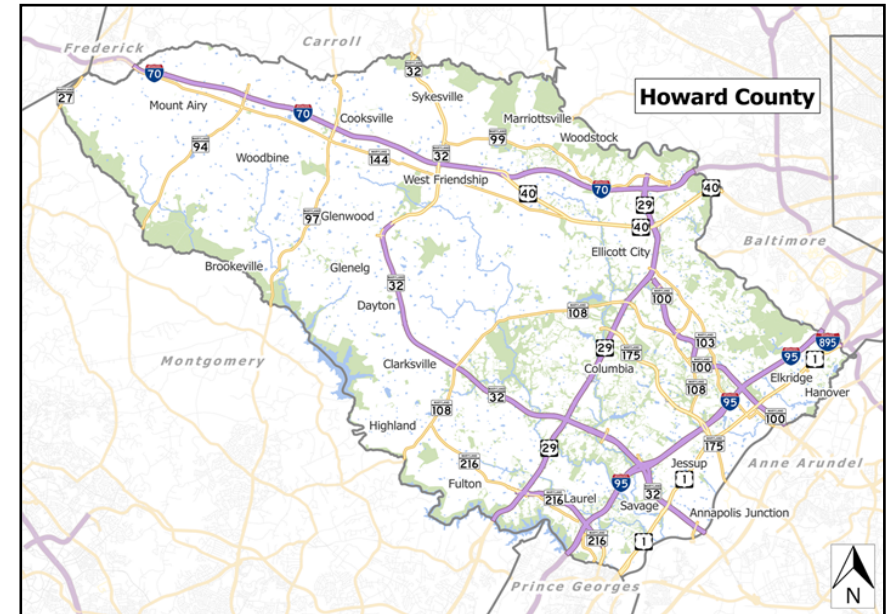 Frederick
Carroll
Howard County
70
32
27
Mount Airy
Sykesville
70
Cooksville
Marriottsville
94
144
32
99
Woodstock
Woodbine
West Friendship
40
70
40
29
97
Glenwood
40
Baltimore
Ellicott City
Brookeville
Glenelg
32
100
Dayton
108
103
895
29
175
95
1
Montgomery
Clarksville
Columbia
100
Elkridge
32
108
Hanover
108
95
100
Highland
29
175
216
Jessup
Anne Arundel
Fulton
95
1
216
Laurel
32
Savage
Annapolis Junction
216
1
Prince Georges
N